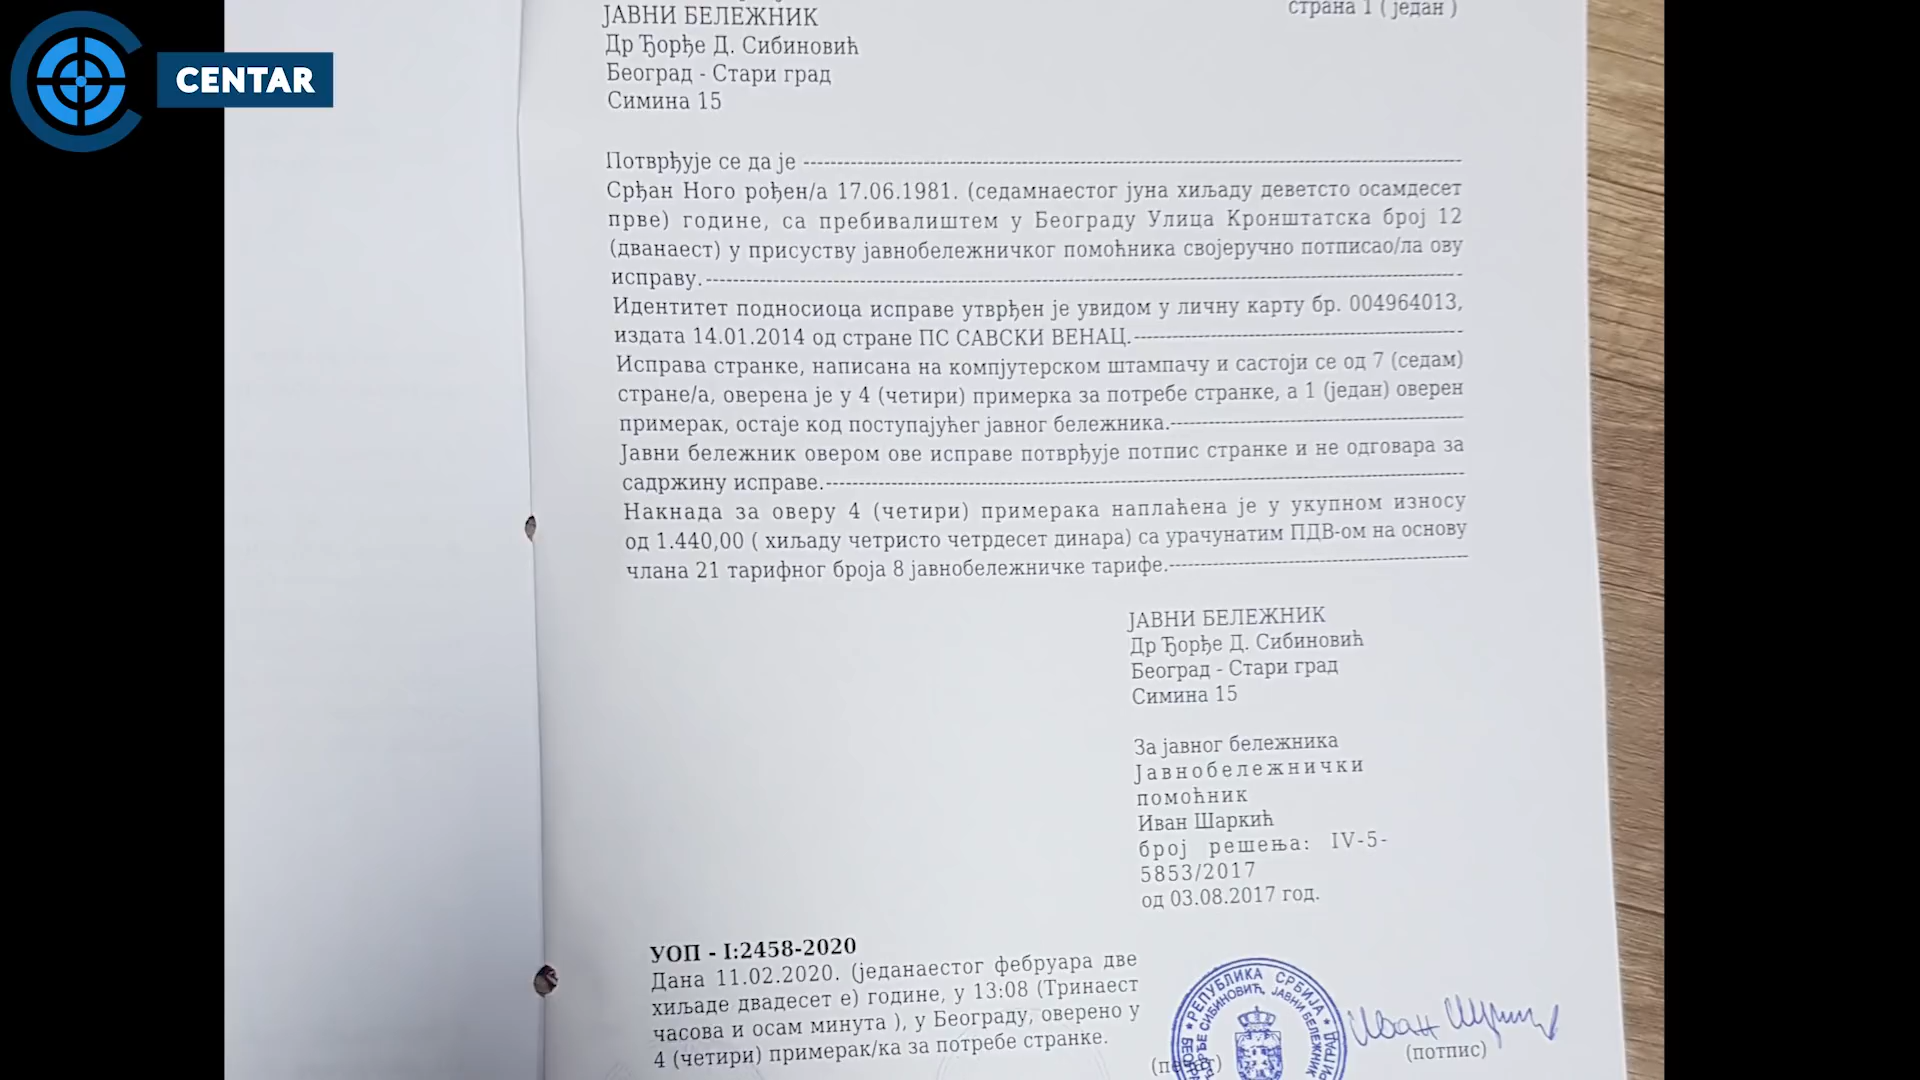 CENTAR
страна 1 ( један )
ЈАВНИ БЕЛЕЖНИК
Др Ђорђе Д. Сибиновић
Београд - Стари град
Симина 15
Потврђује се да је
Срђан Ного рођен/а 17.06.1981. (седамнаестог јуна хиљаду деветсто осамдесет
прве) године, са пребивалиштем у Београду Улица Кронштатска број 12
(дванаест) у присуству јавнобележничког помоћника својеручно потписао/ла ову
исправу.
Идентитет подносиоца исправе утврђен је увидом у личну карту бр. 004964013,
издата 14.01.2014 од стране ПС САВСКИ ВЕНАЦ.
Исправа странке, написана на компјутерском штампачу и састоји се од 7 (седам)
стране/а, оверена је у 4 (четири) примерка за потребе странке, а 1 (један) оверен
примерак, остаје код поступајућег јавног бележника.
Јавни бележник овером ове исправе потврђује потпис странке и не одговара за
садржину исправе.
Накнада за оверу 4 (четири) примерака наплаћена је у укупном износу
од 1.440,00 ( хиљаду четристо четрдесет динара) са урачунатим ПДВ-ом на основу
члана 21 тарифног броја 8 јавнобележничке тарифе.
ЈАВНИ БЕЛЕЖНИК
Др Ђорђе Д. Сибиновић
Београд - Стари град
Симина 15
За јавног бележника
Јавнобележнички
помоћник
Иван Шаркић
број решења: IV-5-
5853/2017
од 03.08.2017 год.
УОП - I:2458-2020
Дана 11.02.2020. (једанаестог фебруара две
хиљаде двадесет е) године, у 13:08 (Тринаест
часова и осам минута ), у Београду, оверено у
4 (четири) примерак/ка за потребе странке.
РЕПУБЛИКА СРБИЈА
СИБИНОВИЋ, ЈАВНИ БЕЛЕЖНИК
(потпис)